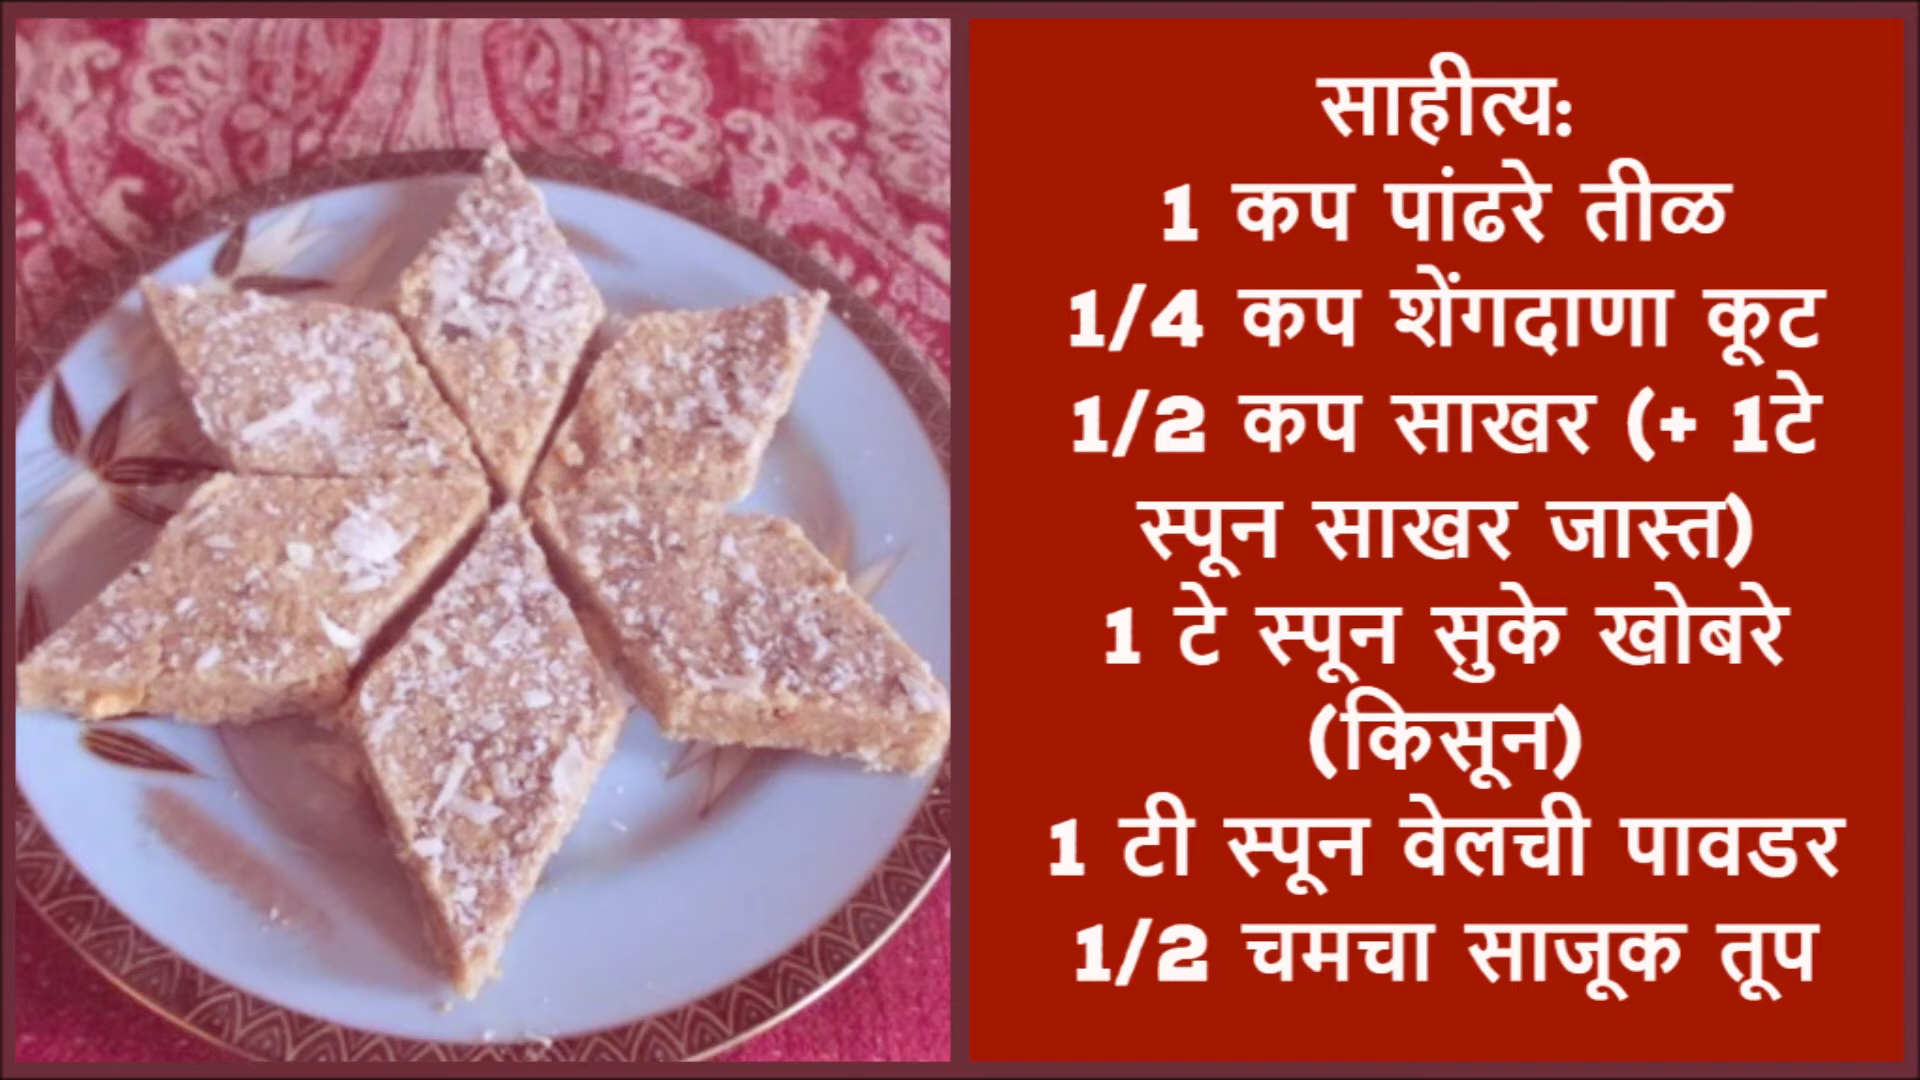 साहीत्य:
1 कप पांढरे तीळ
1/4 कप शेंगदाणा कूट
1/2 कप साखर (+ 1टे
स्पून साखर जास्त)
1 टे स्पून सुके खोबरे
(किसून)
1 टी स्पून वेलची पावडर
1/2 चमचा साजूक तूप